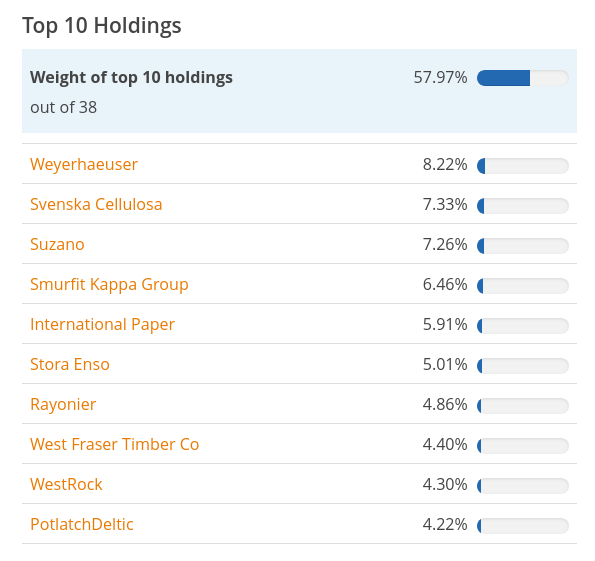 Top 10 Holdings
Weight of top 10 holdings 57.97%
out of 38
Weyerhaeuser 8.22%
Svenska Cellulosa 7.33%
Suzano 7.26%
Smurfit Kappa Group 6.46%
International Paper 5.91%
Stora Enso 5.01%
Rayonier 4.86%
West Fraser Timber Co 4.40%
WestRock 4.30%
PotlatchDeltic 4.22%